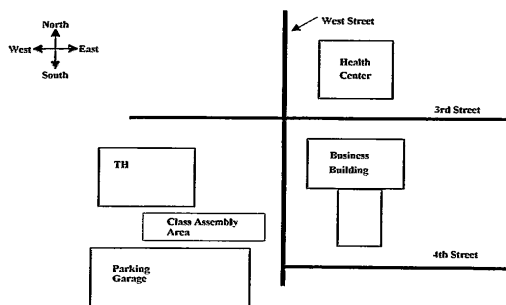 North
West East
South
West Street
Health
Center
3rd Street
TH
Business
Building
Class Assembly
Area
4th Street
Parking
Garage